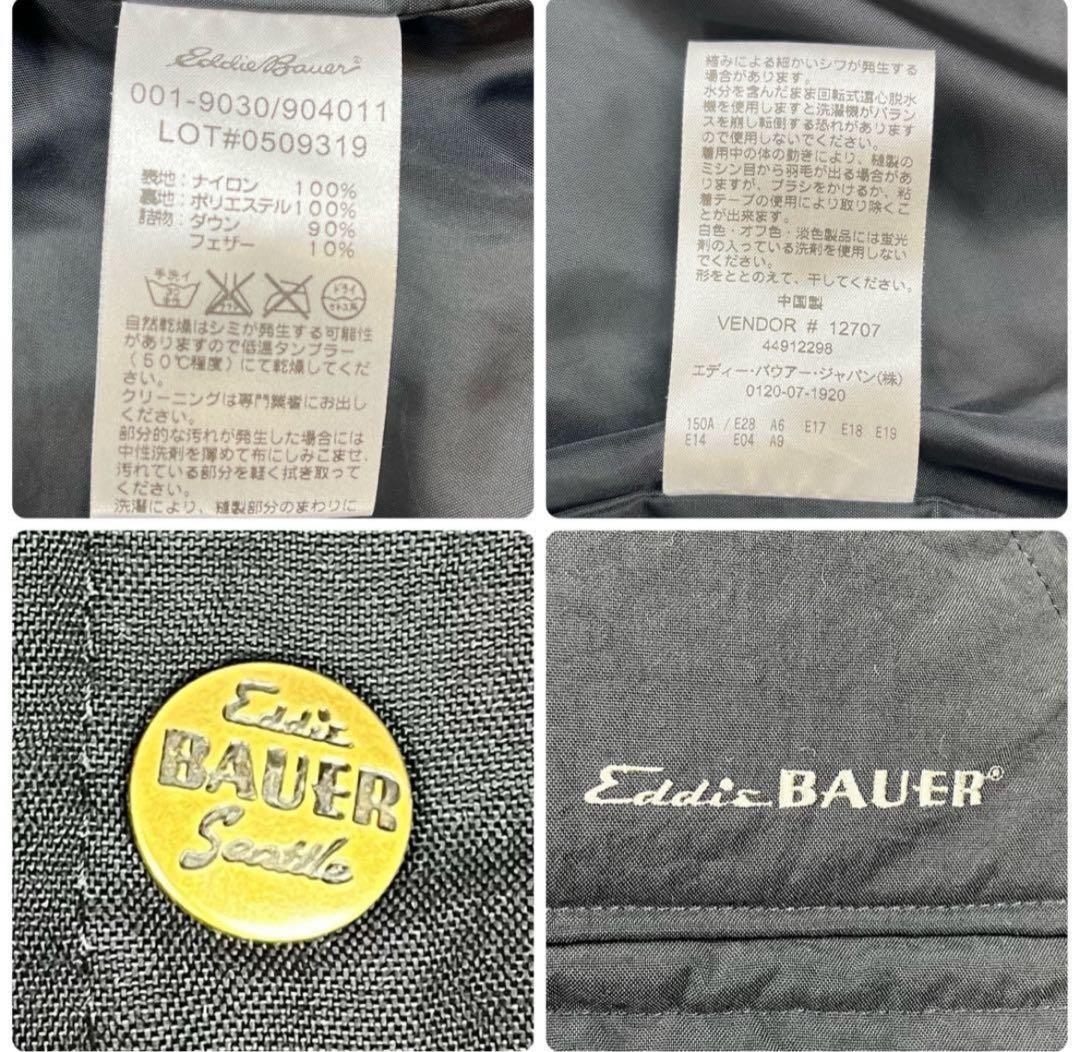 Eddie Bauer®
001-9030/904011
LOT#0509319
表地:ナイロン 100%
裏地:ポリエステル100%
詰物:ダウン 90%
フェザー 10%
手洗イ
中性
エンソサラシ
ドライ
セキユ系
自然乾燥はシミが発生する可能性
がありますので低温タンブラー
(50℃程度)にて乾燥してくだ
さい。
クリーニングは専門業者にお出し
ください。
部分的な汚れが発生した場合には
中性洗剤を薄めて布にしみこませ、
汚れている部分を軽く拭き取って
ください。
洗濯により、縫製部分のまわりに
縮みによる細かいシワが発生する
場合があります。
水分を含んだまま回転式遠心脱水
機を使用しますと洗濯機がバラン
スを崩し転倒する恐れがあります
ので使用しないでください。
着用中の体の動きにより、縫製の
ミシン目から羽毛が出る場合があ
りますが、ブラシをかけるか、粘
着テープの使用により取り除くこ
とが出来ます。
白色・オフ色・淡色製品には蛍光
剤の入っている洗剤を使用しない
でください。
形をととのえて、干してください。
中国製
VENDOR # 12707
44912298
エディー・バウアー・ジャパン(株)
0120-07-1920
150A / E28 A6 E17 E18 E19
E14 E04 A9
Eddie
BAUER
Seattle
Eddie BAUER®